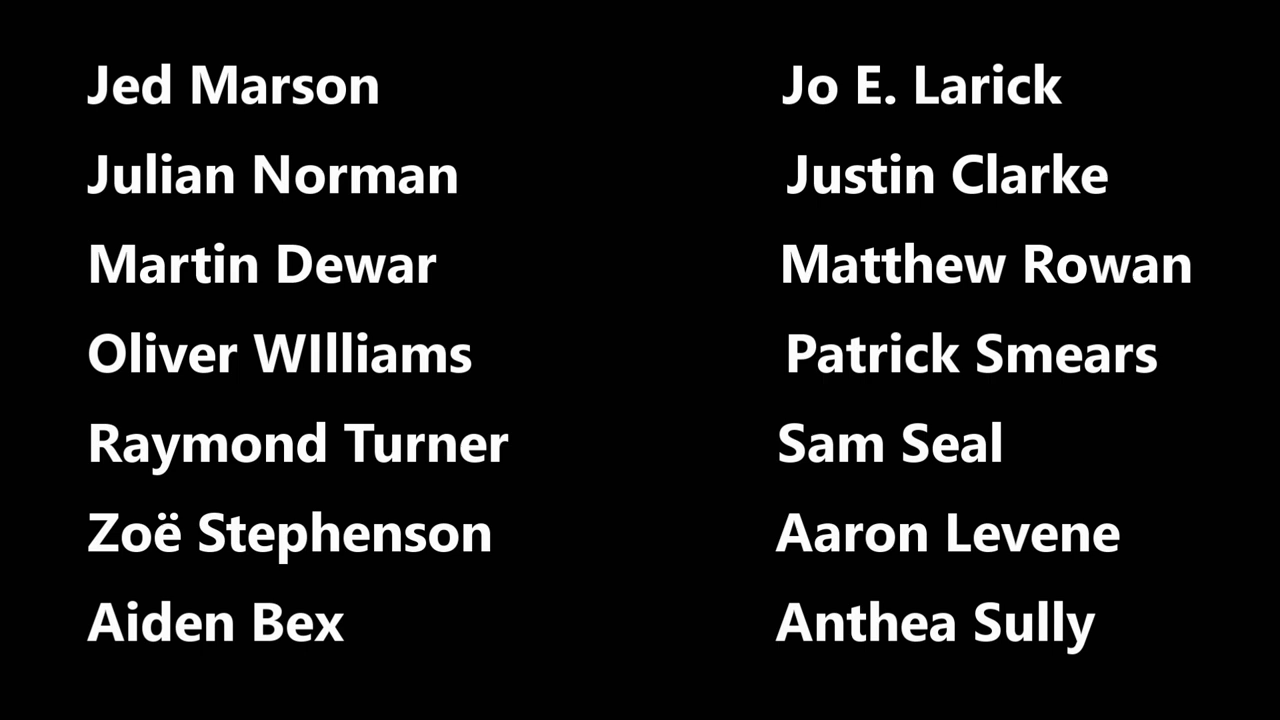 Jed Marson Jo E. Larick
Julian Norman Justin Clarke
Martin Dewar Matthew Rowan
Oliver WIlliams Patrick Smears
Raymond Turner Sam Seal
Zoë Stephenson Aaron Levene
Aiden Bex Anthea Sully